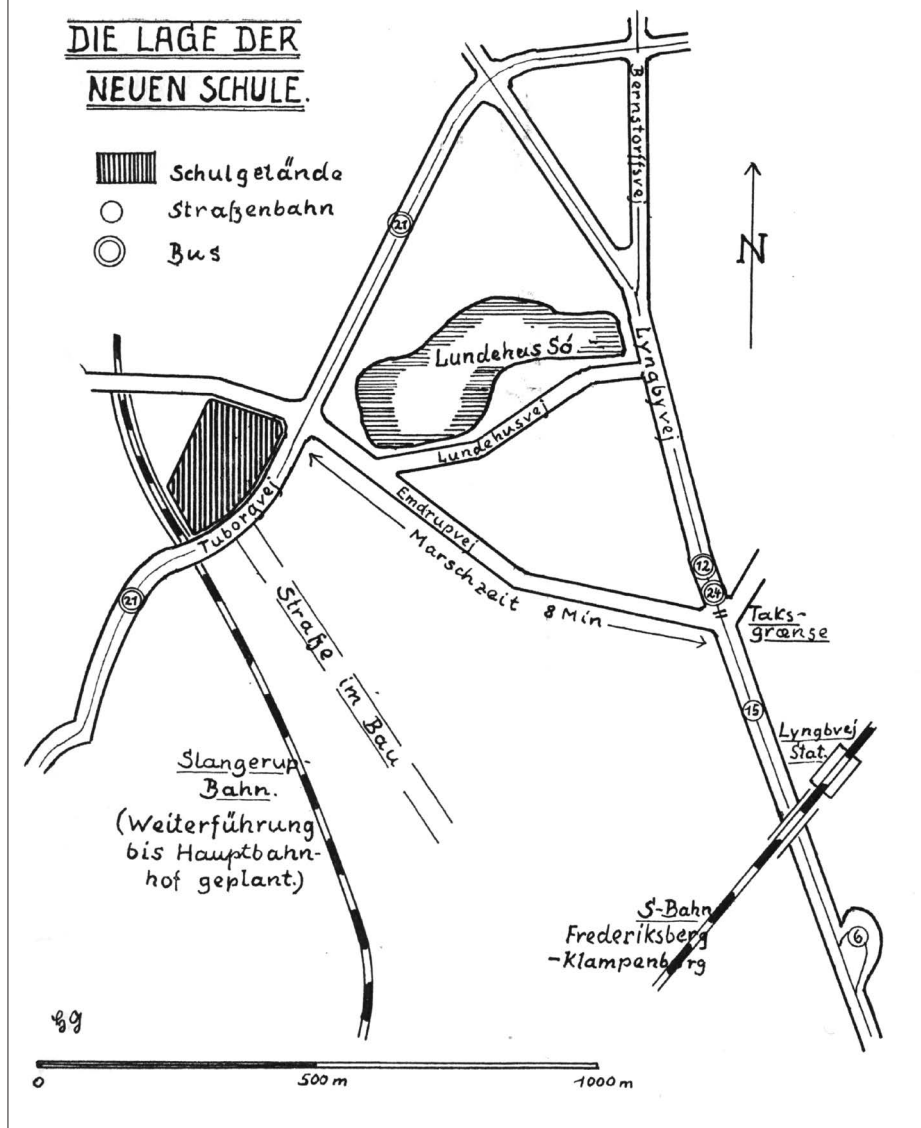 DIE LAGE DER
NEUEN SCHULE.
Schulgelände
Straßenbahn
Bus
Bernstorffsvej
21
N
Lundehus Sö
Lyngbyvej
Lundehusvej
Emdrupvej
Marschzeit 8 Min
Tuborgvej
21
Straße im Bau
12
24
Taks-
grænse
15
Lyngbvej
Stat.
Slangerup-
Bahn.
(Weiterführung
bis Hauptbahn-
hof geplant.)
S-Bahn
Frederiksberg
-Klampenborg
6
0
500 m
1000 m